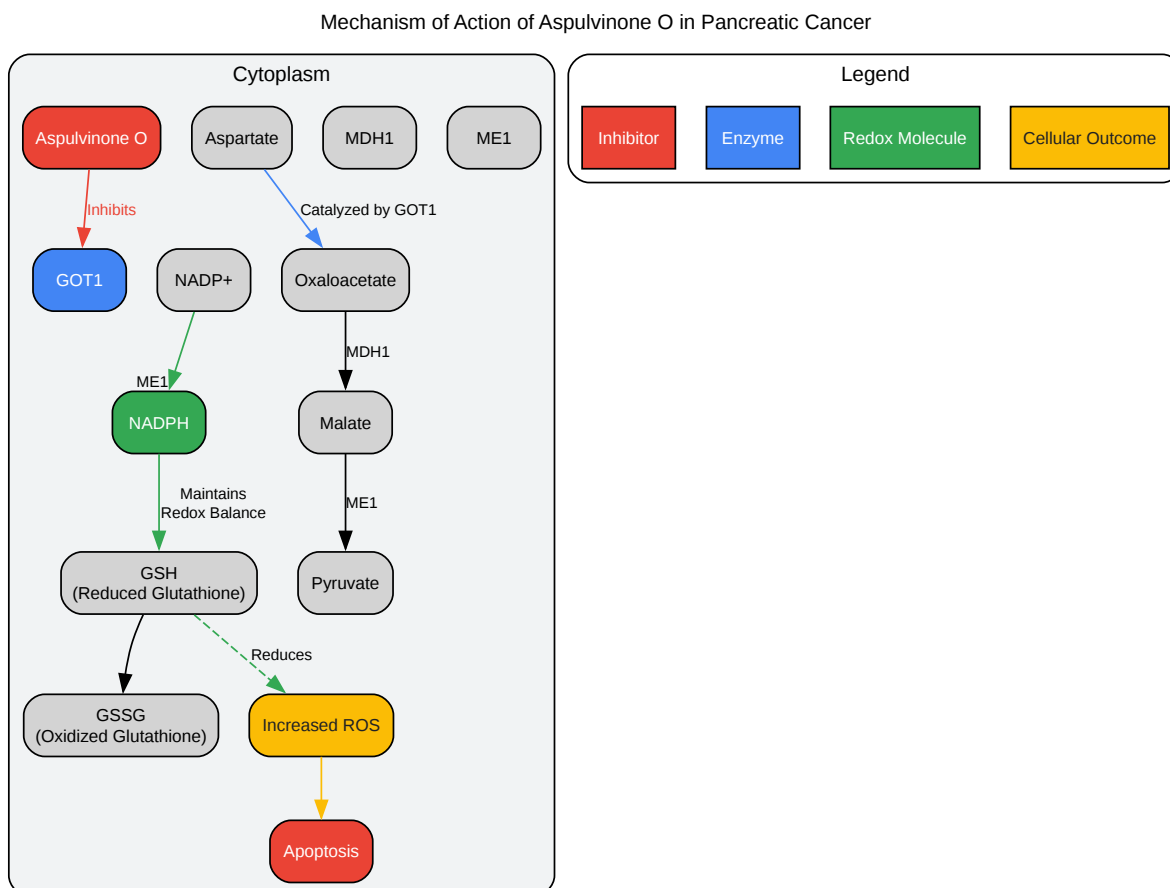 Mechanism of Action of Aspulvinone O in Pancreatic Cancer
Cytoplasm
Legend
Aspulvinone O
Aspartate
MDH1
ME1
Inhibitor
Enzyme
Redox Molecule
Cellular Outcome
Inhibits
Catalyzed by GOT1
GOT1
NADP+
Oxaloacetate
MDH1
ME1
NADPH
Malate
Maintains
Redox Balance
ME1
GSH
(Reduced Glutathione)
Pyruvate
Reduces
GSSG
(Oxidized Glutathione)
Increased ROS
Apoptosis